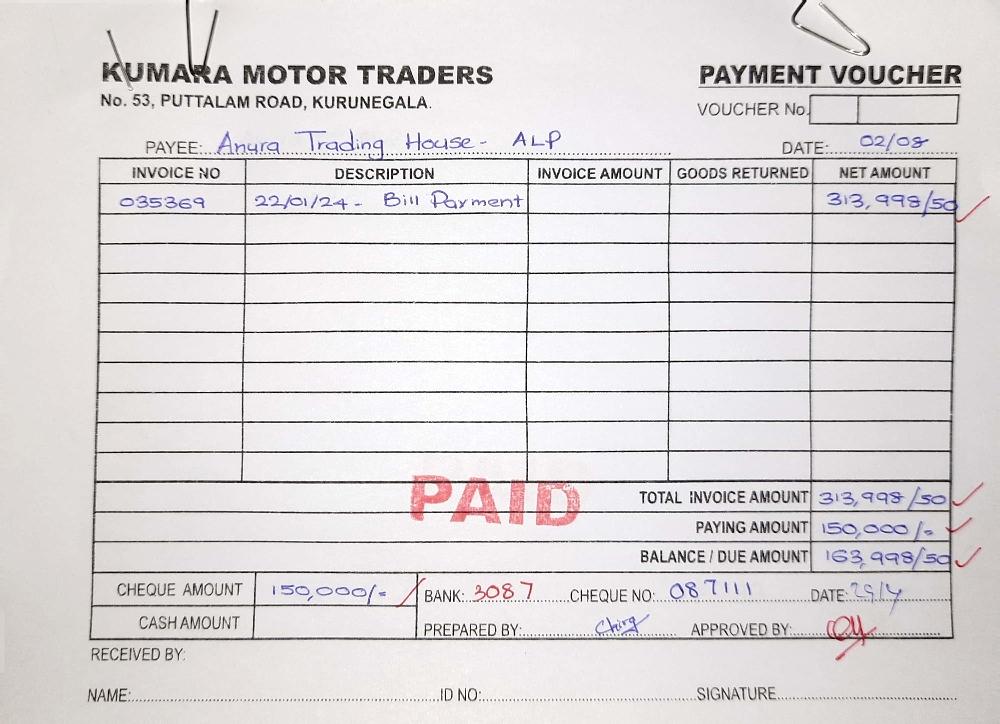 KUMARA MOTOR TRADERS PAYMENT VOUCHER
No. 53, PUTTALAM ROAD, KURUNEGALA. VOUCHER No.
PAYEE: Anura Trading House - ALP DATE: 02/08
INVOICE NO DESCRIPTION INVOICE AMOUNT GOODS RETURNED NET AMOUNT
035369 22/01/24 - Bill Payment 313,998/50
PAID
TOTAL INVOICE AMOUNT 313,998/50
PAYING AMOUNT 150,000/=
BALANCE / DUE AMOUNT 163,998/50
CHEQUE AMOUNT 150,000/= BANK: 3087 CHEQUE NO: 087111 DATE: 29/4
CASH AMOUNT PREPARED BY: APPROVED BY:
RECEIVED BY:
NAME: ID NO: SIGNATURE